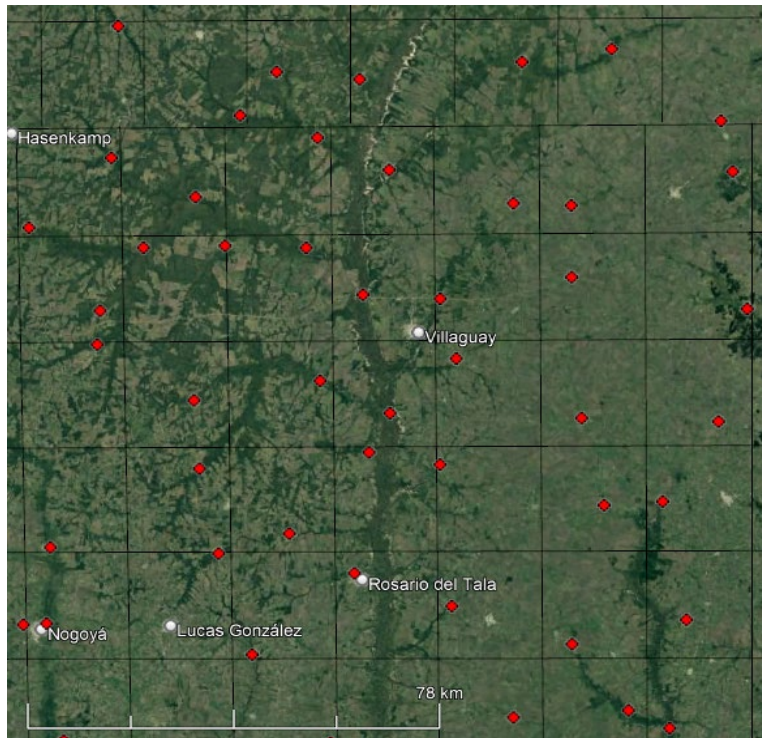 Hasenkamp
Villaguay
Rosario del Tala
Lucas González
Nogoyá
78 km